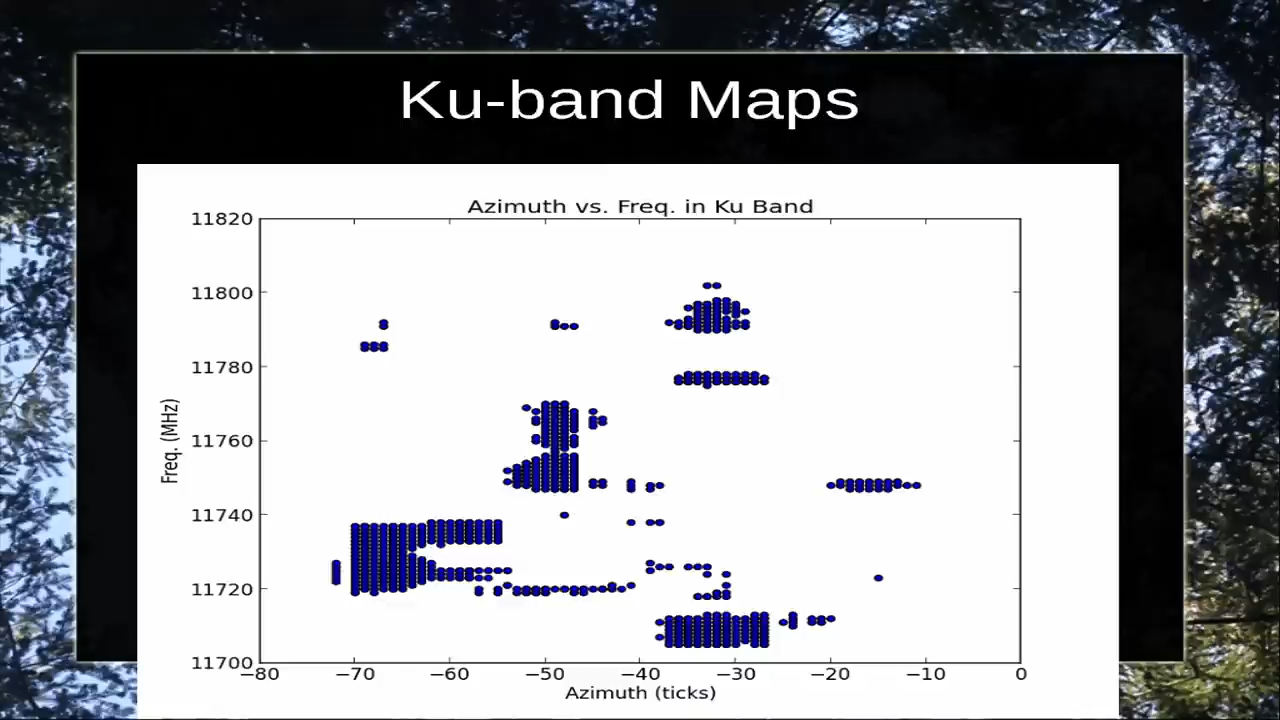 Ku-band Maps
Azimuth vs. Freq. in Ku Band
11820
11800
11780
11760
11740
11720
11700
Freq. (MHz)
−80 −70 −60 −50 −40 −30 −20 −10 0
Azimuth (ticks)